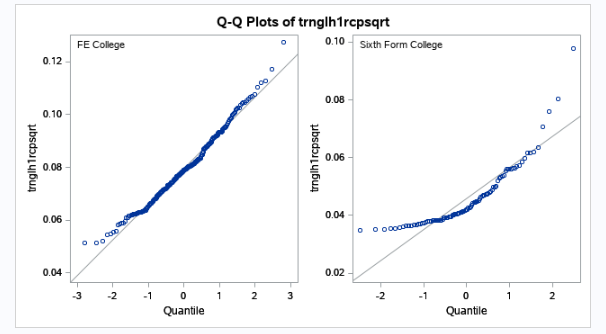 Q-Q Plots of trnglh1rcpsqrt
FE College
Sixth Form College
trnglh1rcpsqrt
0.12
0.10
0.08
0.06
0.04
-3 -2 -1 0 1 2 3
Quantile
trnglh1rcpsqrt
0.10
0.08
0.06
0.04
0.02
-2 -1 0 1 2
Quantile